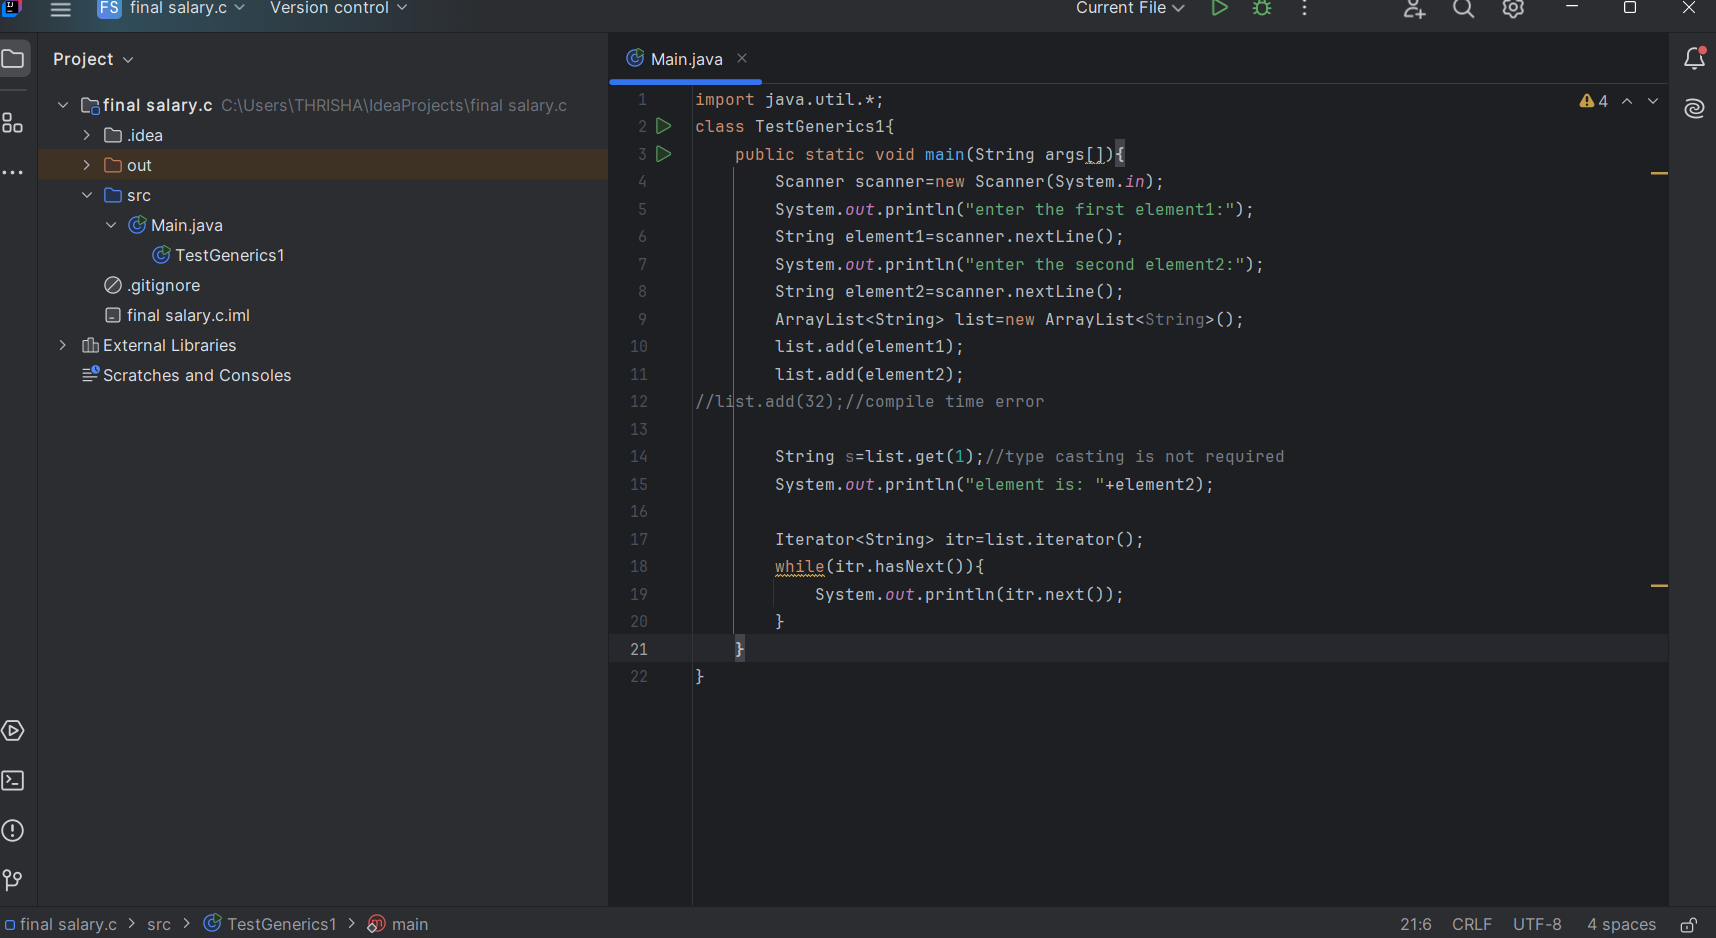 FS final salary.c Version control Current File
Project
Main.java
final salary.c C:\Users\THRISHA\IdeaProjects\final salary.c
.idea
out
src
Main.java
TestGenerics1
.gitignore
final salary.c.iml
External Libraries
Scratches and Consoles
4
1 import java.util.*;
2 class TestGenerics1{
3     public static void main(String args[]){
4         Scanner scanner=new Scanner(System.in);
5         System.out.println("enter the first element1:");
6         String element1=scanner.nextLine();
7         System.out.println("enter the second element2:");
8         String element2=scanner.nextLine();
9         ArrayList<String> list=new ArrayList<String>();
10         list.add(element1);
11         list.add(element2);
12 //list.add(32);//compile time error
13
14         String s=list.get(1);//type casting is not required
15         System.out.println("element is: "+element2);
16
17         Iterator<String> itr=list.iterator();
18         while(itr.hasNext()){
19             System.out.println(itr.next());
20         }
21     }
22 }
final salary.c > src > TestGenerics1 > main 21:6 CRLF UTF-8 4 spaces